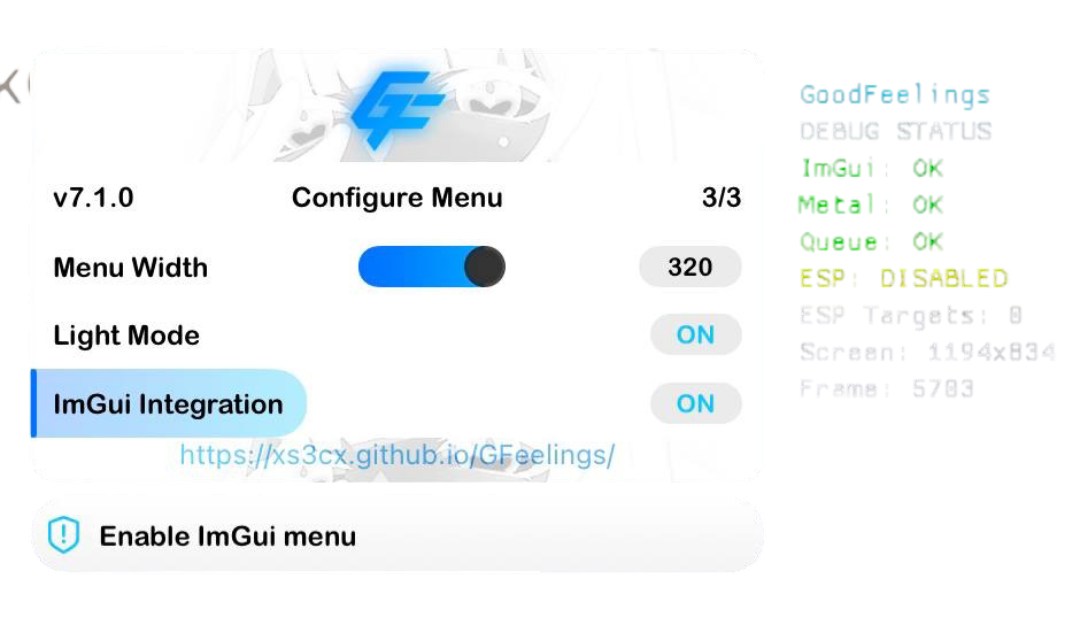 GF
v7.1.0 Configure Menu 3/3
Menu Width 320
Light Mode ON
ImGui Integration ON
https://xs3cx.github.io/GFeelings/
Enable ImGui menu
GoodFeelings
DEBUG STATUS
ImGui: OK
Metal: OK
Queue: OK
ESP: DISABLED
ESP Targets: 0
Screen: 1194x834
Frame: 5703